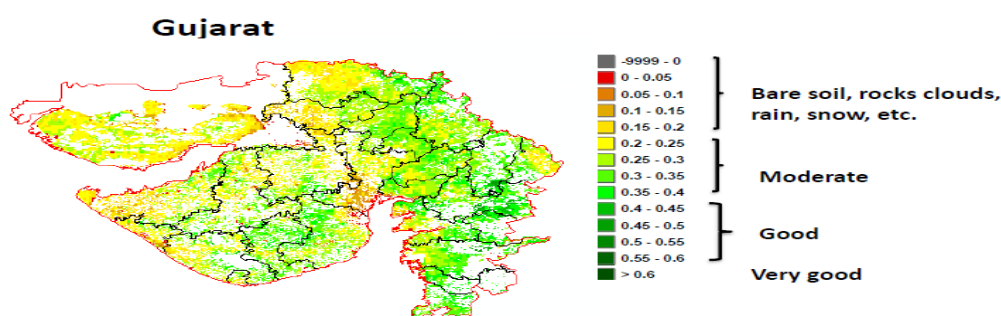 Gujarat
-9999 - 0
0 - 0.05
0.05 - 0.1
0.1 - 0.15
0.15 - 0.2
0.2 - 0.25
0.25 - 0.3
0.3 - 0.35
0.35 - 0.4
0.4 - 0.45
0.45 - 0.5
0.5 - 0.55
0.55 - 0.6
> 0.6
Bare soil, rocks clouds,
rain, snow, etc.
Moderate
Good
Very good